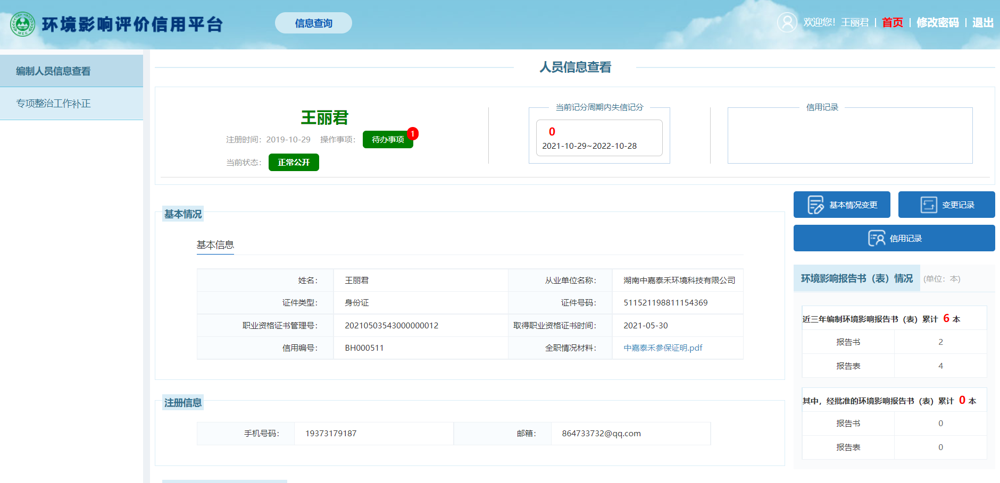 环境影响评价信用平台
信息查询
欢迎您！王丽君 | 首页 | 修改密码 | 退出
编制人员信息查看
专项整治工作补正
人员信息查看
王丽君
注册时间：2019-10-29 操作事项：待办事项 1
当前状态：正常公开
当前记分周期内失信记分
0
2021-10-29~2022-10-28
信用记录
基本情况变更
变更记录
信用记录
基本情况
基本信息
姓名： 王丽君 从业单位名称： 湖南中嘉泰禾环境科技有限公司
证件类型： 身份证 证件号码： 511521198811154369
职业资格证书管理号： 20210503543000000012 取得职业资格证书时间： 2021-05-30
信用编号： BH000511 全职情况材料： 中嘉泰禾参保证明.pdf
注册信息
手机号码： 19373179187 邮箱： 864733732@qq.com
环境影响报告书（表）情况 (单位：本)
近三年编制环境影响报告书（表）累计 6 本
报告书 2
报告表 4
其中，经批准的环境影响报告书（表）累计 0 本
报告书 0
报告表 0